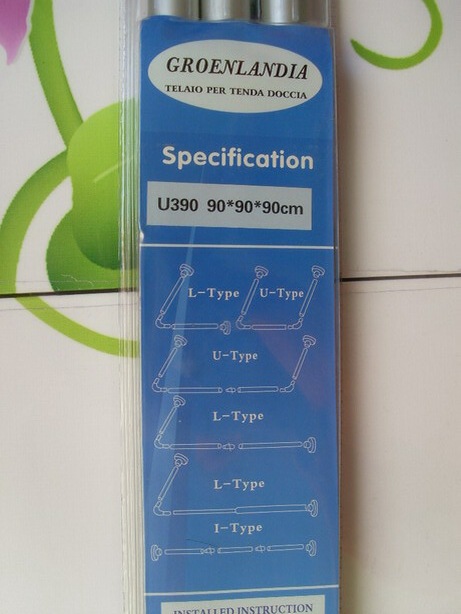 GROENLANDIA
TELAIO PER TENDA DOCCIA
Specification
U390 90*90*90cm
L-Type U-Type
U-Type
L-Type
L-Type
I-Type
INSTALLED INSTRUCTION